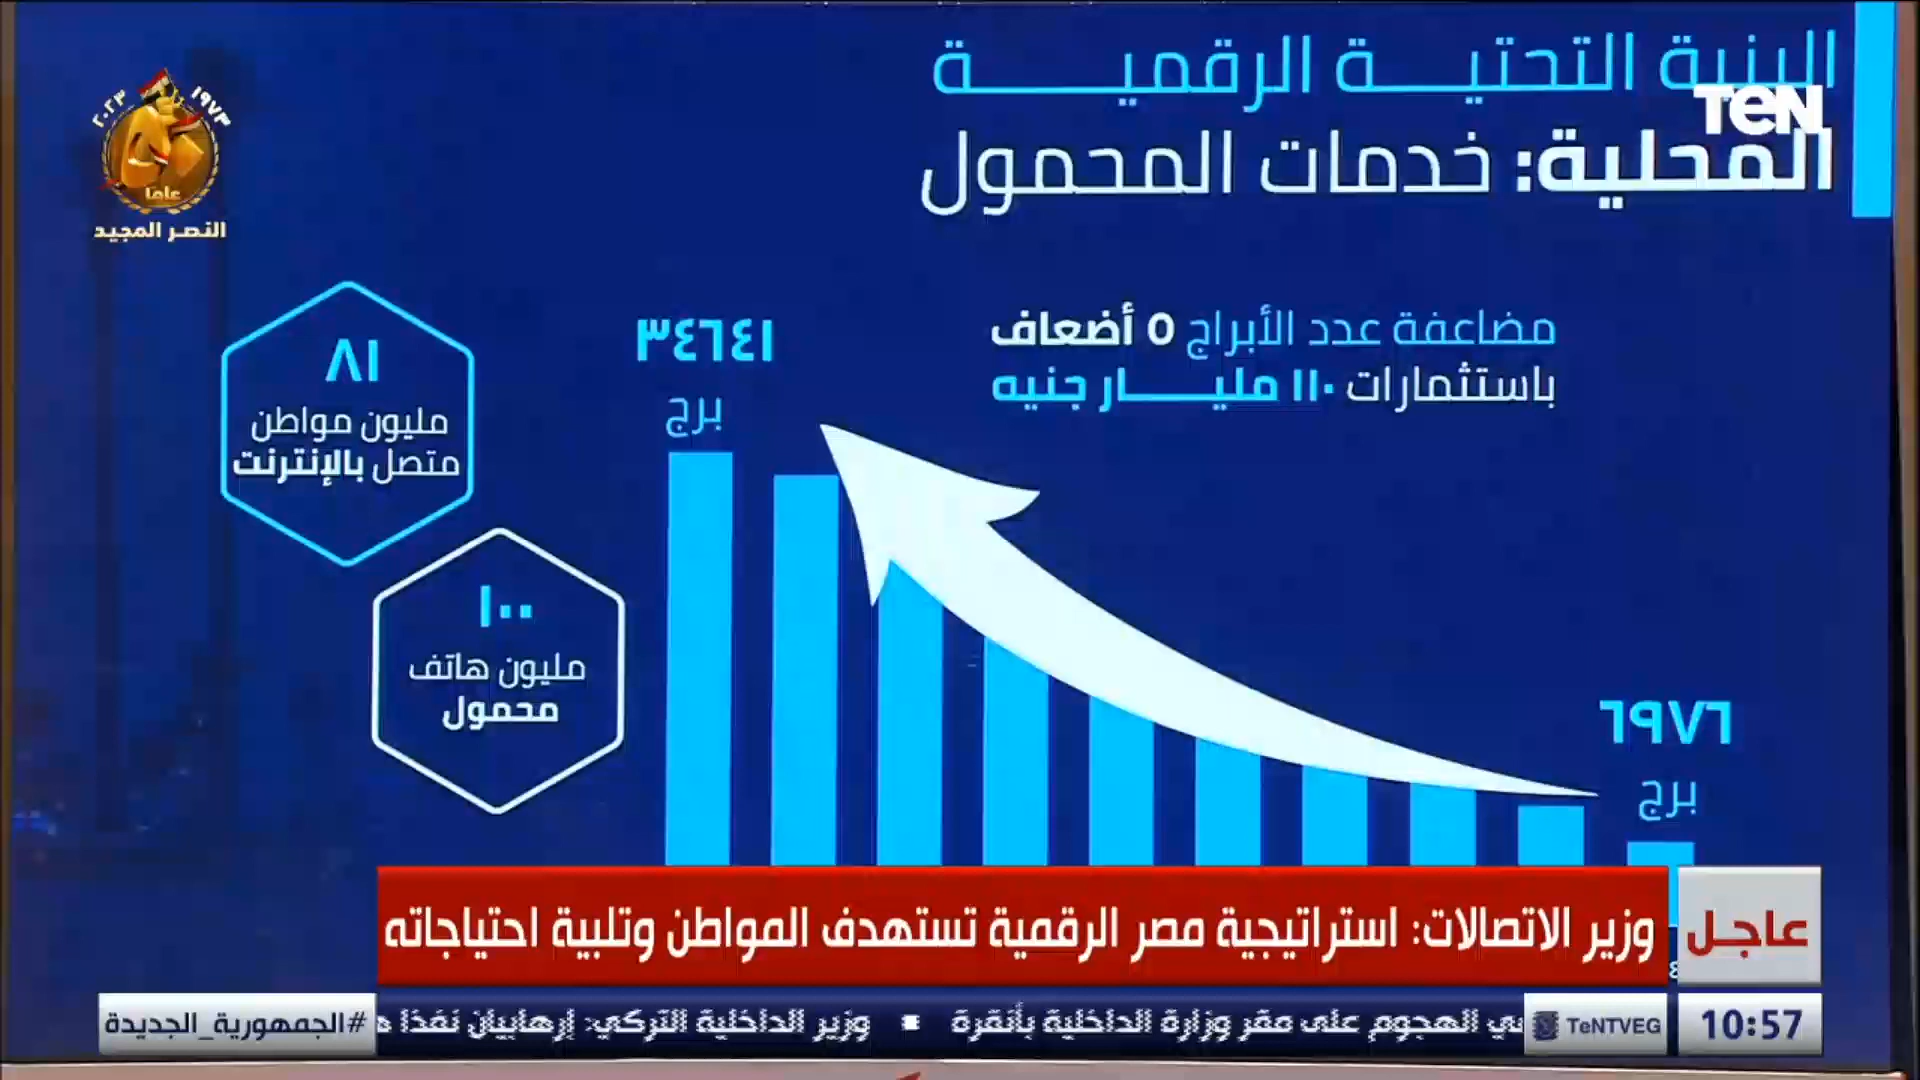 البنية التحتية الرقمية
المحلية: خدمات المحمول
TeN
١٩٧٣
٢٠٢٣
عاما
النصر المجيد
مضاعفة عدد الأبراج ٥ أضعاف
باستثمارات ١١٠ مليار جنيه
٣٤٦٤١
برج
٨١
مليون مواطن
متصل بالإنترنت
١٠٠
مليون هاتف
محمول
٦٩٧٦
برج
عاجل
وزير الاتصالات: استراتيجية مصر الرقمية تستهدف المواطن وتلبية احتياجاته
10:57
TeNTVEG
الهجوم على مقر وزارة الداخلية بأنقرة ■ وزير الداخلية التركي: إرهابيان نفذا
#الجمهورية_الجديدة